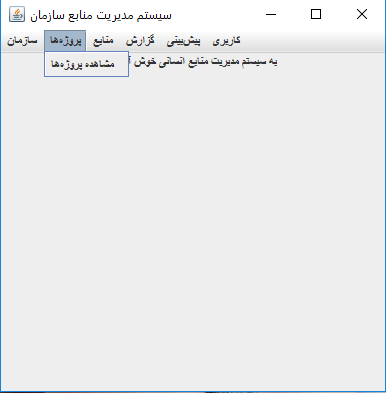 سیستم مدیریت منابع سازمان
سازمان پروژه‌ها منابع گزارش پیش‌بینی کاربری
به سیستم مدیریت منابع انسانی خوش
مشاهده پروژه‌ها